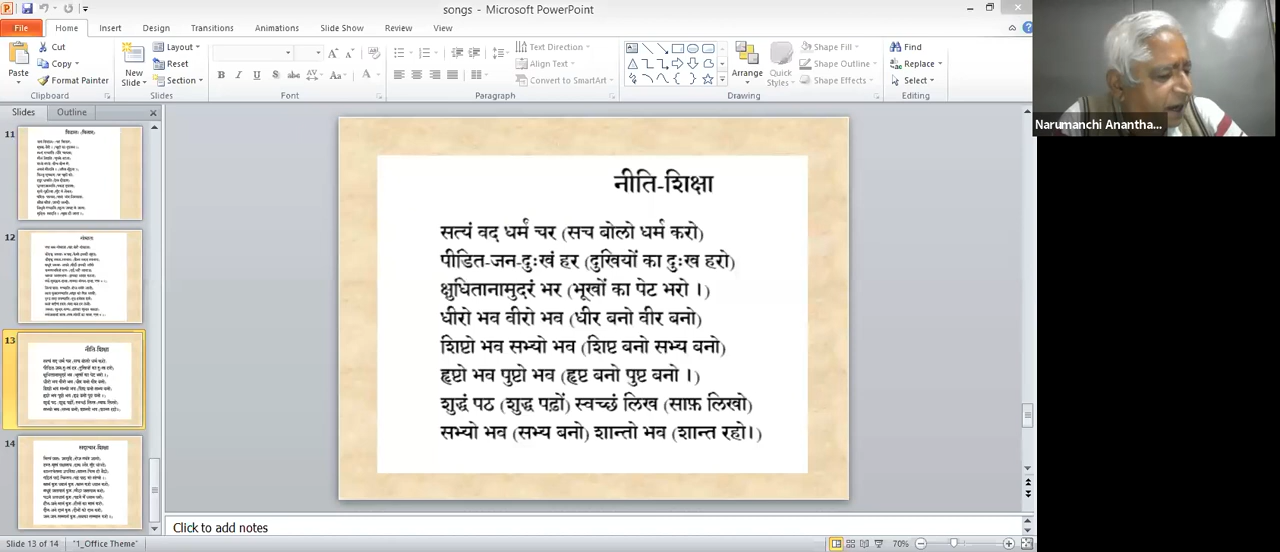 songs - Microsoft PowerPoint
File Home Insert Design Transitions Animations Slide Show Review View
Cut
Copy
Format Painter
Paste
Clipboard
New Slide
Layout
Reset
Section
Slides
Font
Paragraph
Text Direction
Align Text
Convert to SmartArt
Arrange
Quick Styles
Shape Fill
Shape Outline
Shape Effects
Drawing
Find
Replace
Select
Editing
Narumanchi Anantha...
Slides Outline
11
12
13
नीति-शिक्षा
14
नीति-शिक्षा
सत्यं वद धर्मं चर (सच बोलो धर्म करो)
पीडित-जन-दुःखं हर (दुखियों का दुःख हरो)
क्षुधितानामुदरं भर (भूखों का पेट भरो ।)
धीरो भव वीरो भव (धीर बनो वीर बनो)
शिष्टो भव सभ्यो भव (शिष्ट बनो सभ्य बनो)
हृष्टो भव पुष्टो भव (हृष्ट बनो पुष्ट बनो ।)
शुद्धं पठ (शुद्ध पढ़ों) स्वच्छं लिख (साफ़ लिखो)
सभ्यो भव (सभ्य बनो) शान्तो भव (शान्त रहो।)
Click to add notes
Slide 13 of 14 "1_Office Theme" 70%